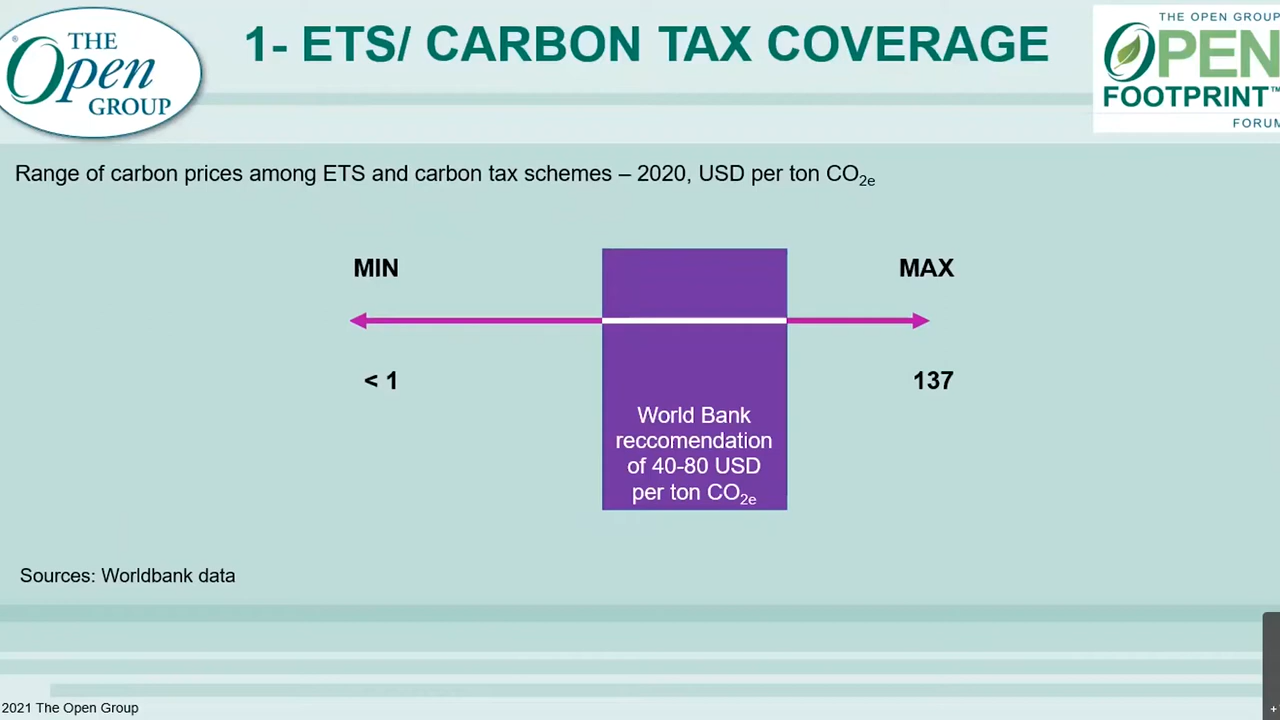 THE
Open
GROUP
®
1- ETS/ CARBON TAX COVERAGE
THE OPEN GROUP
OPEN
FOOTPRINT™
FORUM
Range of carbon prices among ETS and carbon tax schemes – 2020, USD per ton CO2e
MIN
MAX
< 1
137
World Bank
reccomendation
of 40-80 USD
per ton CO2e
Sources: Worldbank data
2021 The Open Group
+